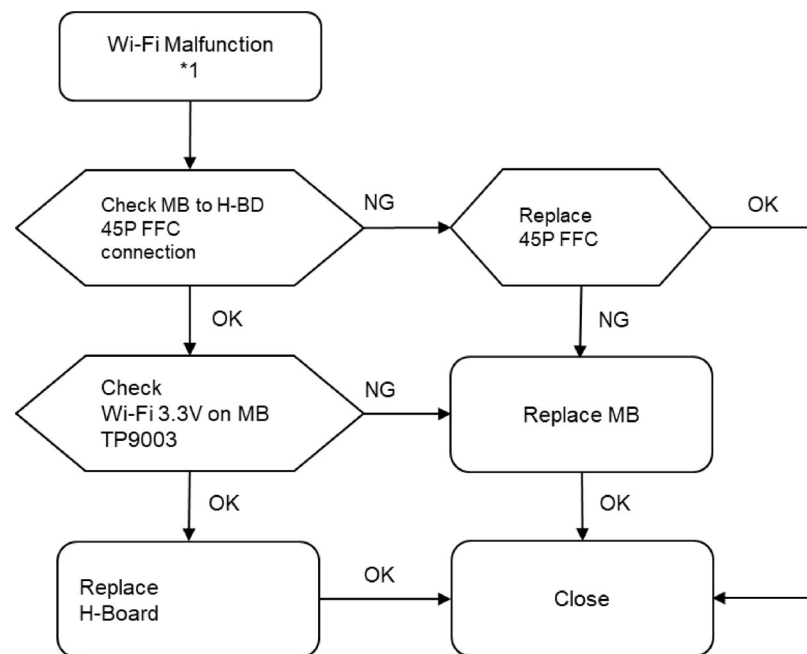 Wi-Fi Malfunction
*1
Check MB to H-BD
45P FFC
connection
NG
Replace
45P FFC
OK
OK
NG
Check
Wi-Fi 3.3V on MB
TP9003
NG
Replace MB
OK
OK
Replace
H-Board
OK
Close